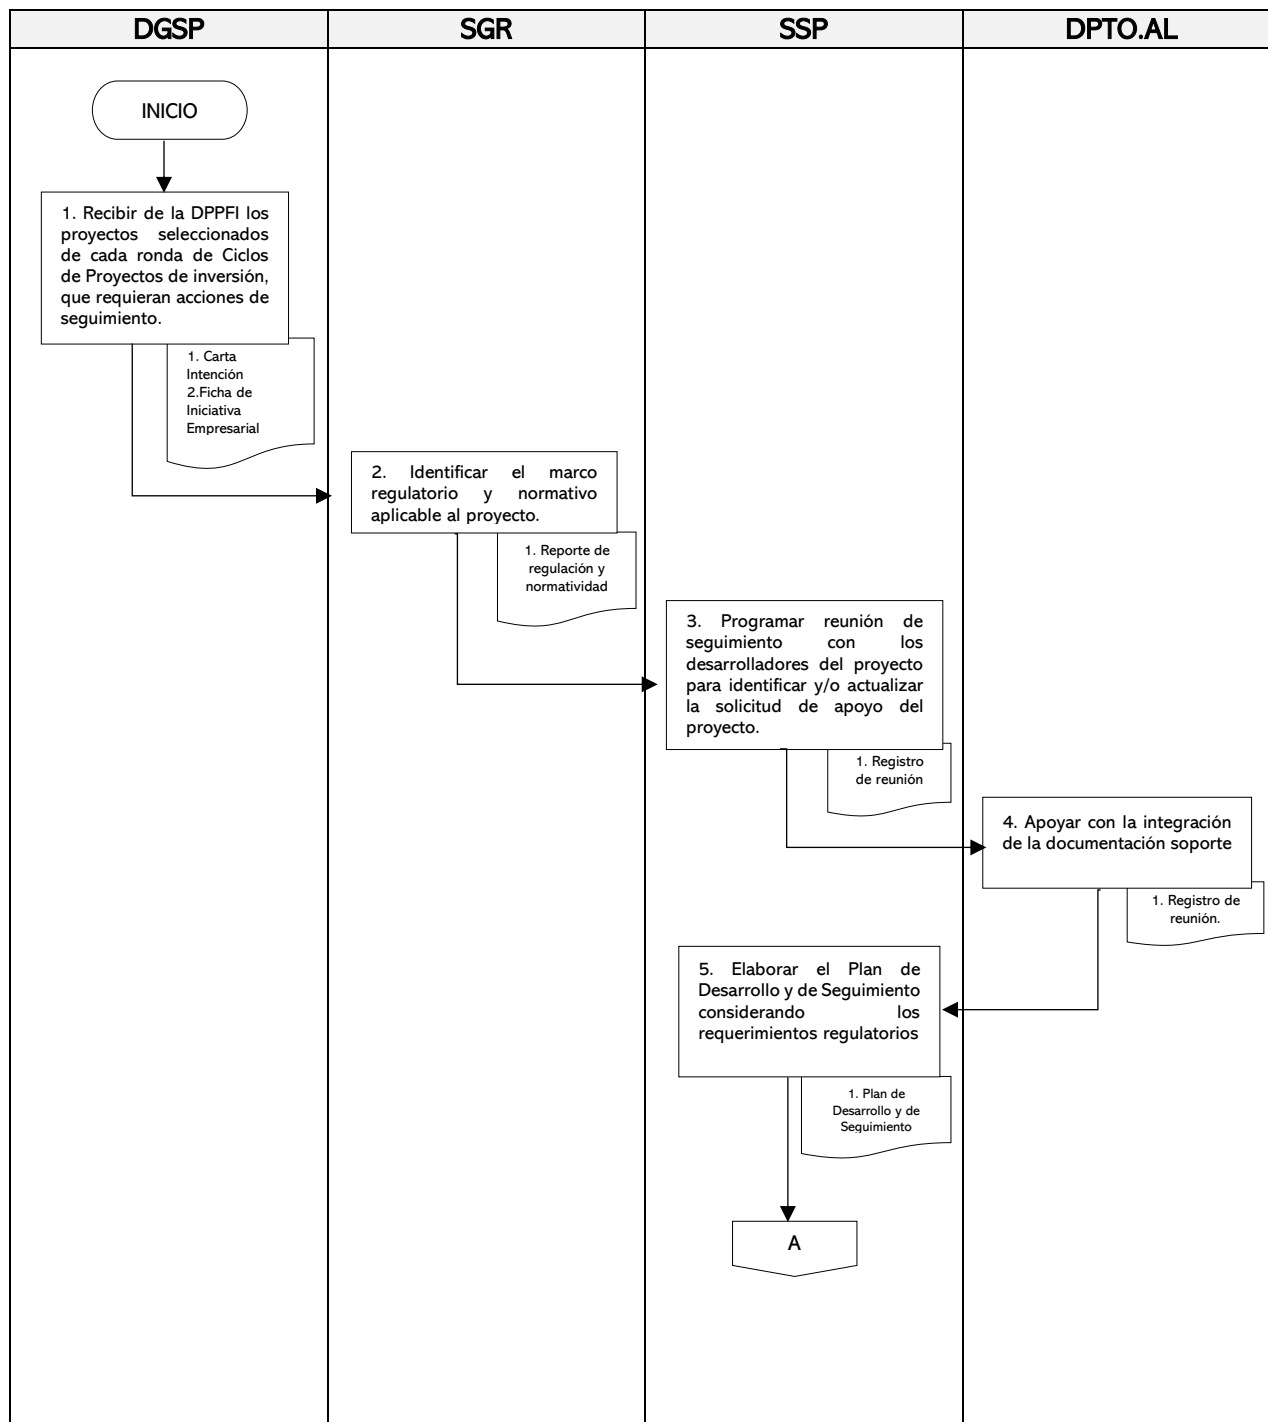 DGSP
SGR
SSP
DPTO.AL
INICIO
1. Recibir de la DPPFI los
proyectos seleccionados
de cada ronda de Ciclos
de Proyectos de inversión,
que requieran acciones de
seguimiento.
1. Carta
Intención
2.Ficha de
Iniciativa
Empresarial
2. Identificar el marco
regulatorio y normativo
aplicable al proyecto.
1. Reporte de
regulación y
normatividad
3. Programar reunión de
seguimiento con los
desarrolladores del proyecto
para identificar y/o actualizar
la solicitud de apoyo del
proyecto.
1. Registro
de reunión
4. Apoyar con la integración
de la documentación soporte
1. Registro de
reunión.
5. Elaborar el Plan de
Desarrollo y de Seguimiento
considerando los
requerimientos regulatorios
1. Plan de
Desarrollo y de
Seguimiento
A